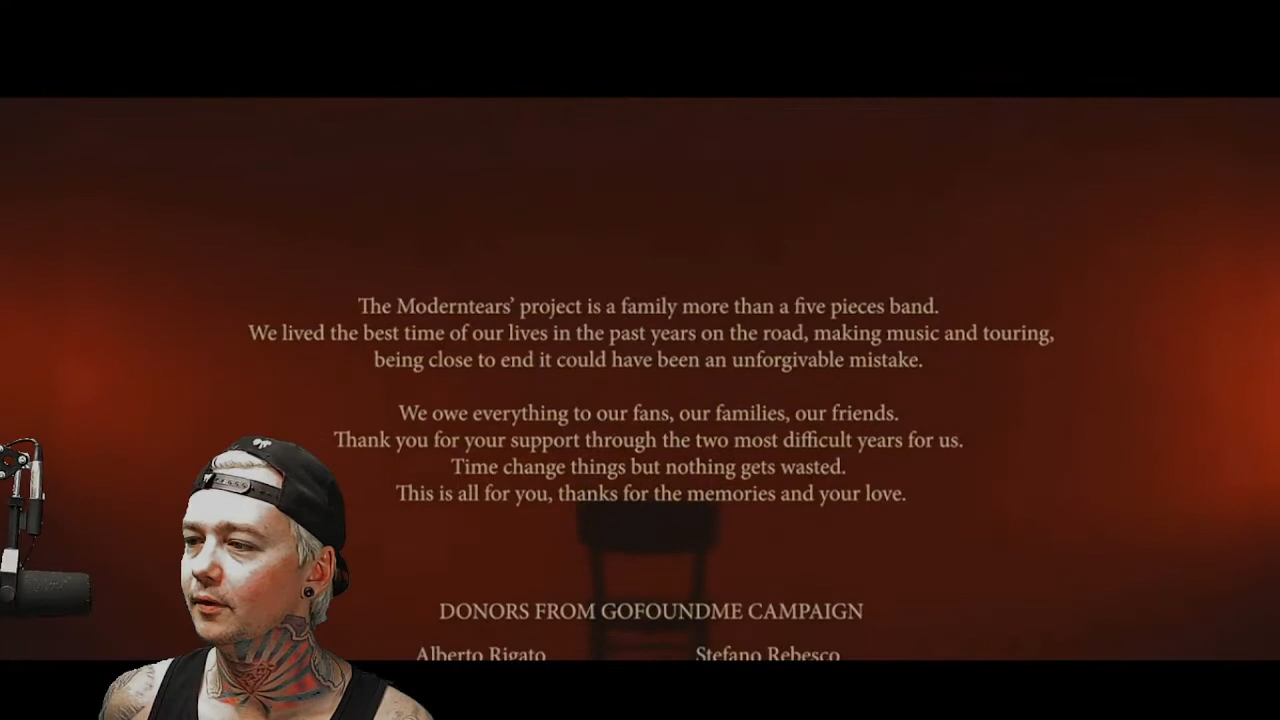 The Moderntears' project is a family more than a five pieces band.
We lived the best time of our lives in the past years on the road, making music and touring,
being close to end it could have been an unforgivable mistake.
We owe everything to our fans, our families, our friends.
Thank you for your support through the two most difficult years for us.
Time change things but nothing gets wasted.
This is all for you, thanks for the memories and your love.
DONORS FROM GOFOUNDME CAMPAIGN
Alberto Rigato Stefano Rebesco